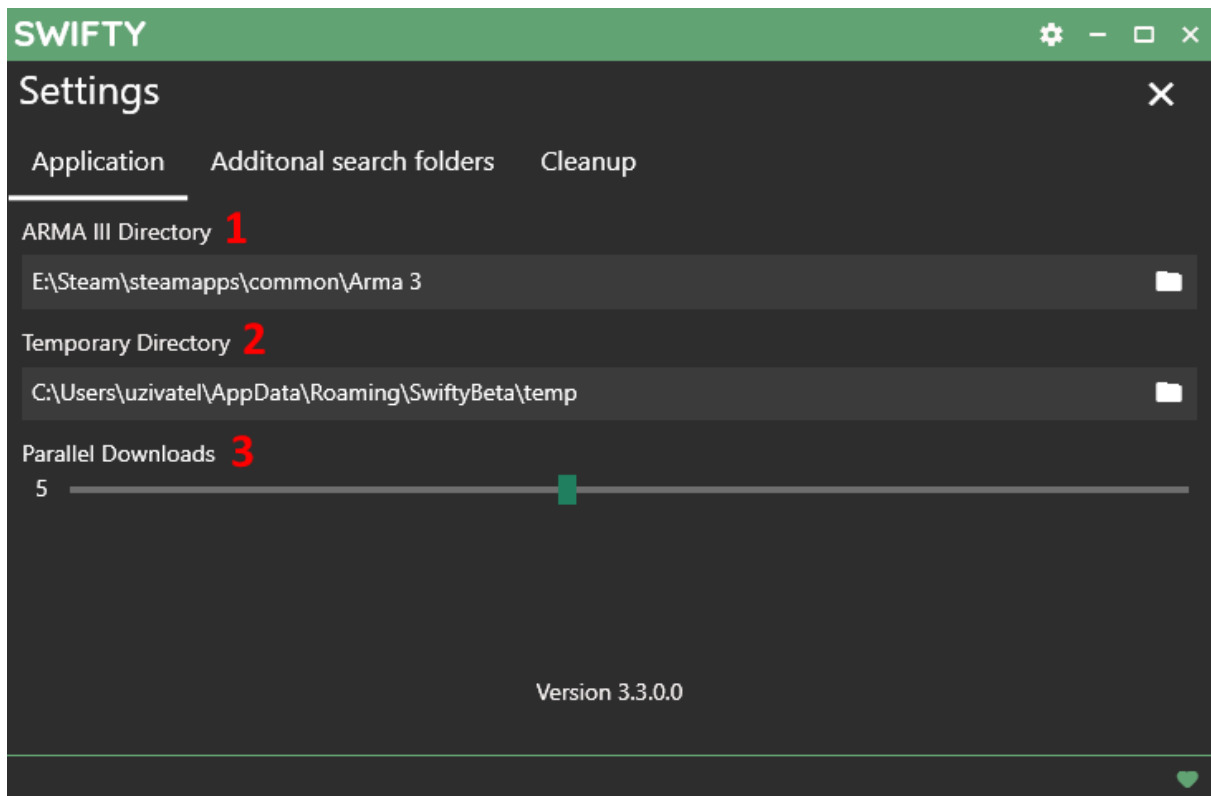 SWIFTY
Settings
Application Additonal search folders Cleanup
ARMA III Directory 1
E:\Steam\steamapps\common\Arma 3
Temporary Directory 2
C:\Users\uzivatel\AppData\Roaming\SwiftyBeta\temp
Parallel Downloads 3
5
Version 3.3.0.0